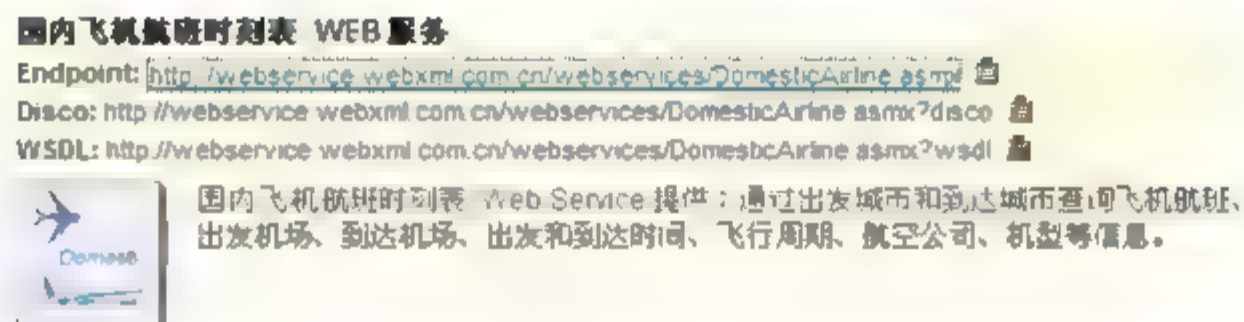 国内飞机航班时刻表 WEB 服务
Endpoint: http://webservice.webxml.com.cn/webservices/DomesticAirline.asmx
Disco: http://webservice.webxml.com.cn/webservices/DomesticAirline.asmx?disco
WSDL: http://webservice.webxml.com.cn/webservices/DomesticAirline.asmx?wsdl
国内飞机航班时刻表 Web Service 提供：通过出发城市和到达城市查询飞机航班、
出发机场、到达机场、出发和到达时间、飞行周期、航空公司、机型等信息。